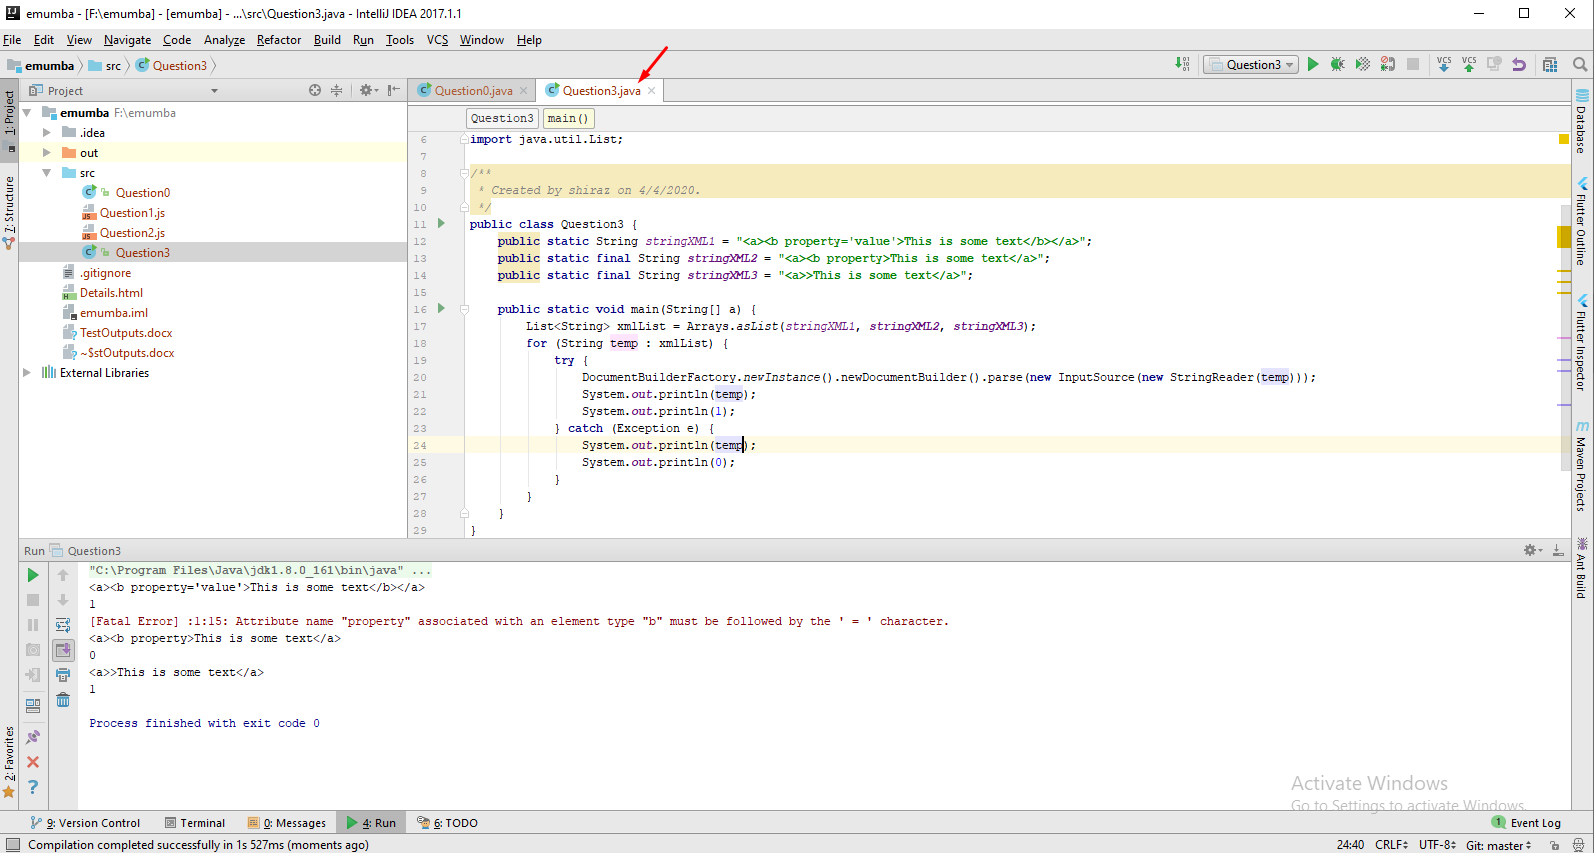 emumba - [F:\emumba] - [emumba] - ...\src\Question3.java - IntelliJ IDEA 2017.1.1
File Edit View Navigate Code Analyze Refactor Build Run Tools VCS Window Help
emumba src Question3
Question3
VCS VCS
1: Project
7: Structure
2: Favorites
Project
emumba F:\emumba
.idea
out
src
Question0
Question1.js
Question2.js
Question3
.gitignore
Details.html
emumba.iml
TestOutputs.docx
~$stOutputs.docx
External Libraries
Question0.java Question3.java
Question3 main()
6 import java.util.List;
7
8 /**
9 * Created by shiraz on 4/4/2020.
10 */
11 public class Question3 {
12 public static String stringXML1 = "<a><b property='value'>This is some text</b></a>";
13 public static final String stringXML2 = "<a><b property>This is some text</a>";
14 public static final String stringXML3 = "<a>>This is some text</a>";
15
16 public static void main(String[] a) {
17 List<String> xmlList = Arrays.asList(stringXML1, stringXML2, stringXML3);
18 for (String temp : xmlList) {
19 try {
20 DocumentBuilderFactory.newInstance().newDocumentBuilder().parse(new InputSource(new StringReader(temp)));
21 System.out.println(temp);
22 System.out.println(1);
23 } catch (Exception e) {
24 System.out.println(temp);
25 System.out.println(0);
26 }
27 }
28 }
29 }
Database
Flutter Outline
Flutter Inspector
Maven Projects
Ant Build
Run Question3
"C:\Program Files\Java\jdk1.8.0_161\bin\java" ...
<a><b property='value'>This is some text</b></a>
1
[Fatal Error] :1:15: Attribute name "property" associated with an element type "b" must be followed by the ' = ' character.
<a><b property>This is some text</a>
0
<a>>This is some text</a>
1
Process finished with exit code 0
Activate Windows
Go to Settings to activate Windows.
9: Version Control Terminal 0: Messages 4: Run 6: TODO 1 Event Log
Compilation completed successfully in 1s 527ms (moments ago) 24:40 CRLF UTF-8 Git: master